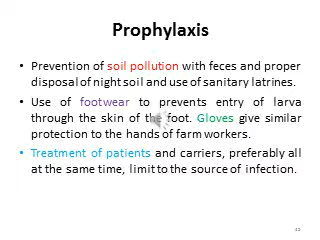 Prophylaxis
• Prevention of soil pollution with feces and proper
disposal of night soil and use of sanitary latrines.
• Use of footwear to prevents entry of larva
through the skin of the foot. Gloves give similar
protection to the hands of farm workers.
• Treatment of patients and carriers, preferably all
at the same time, limit to the source of infection.